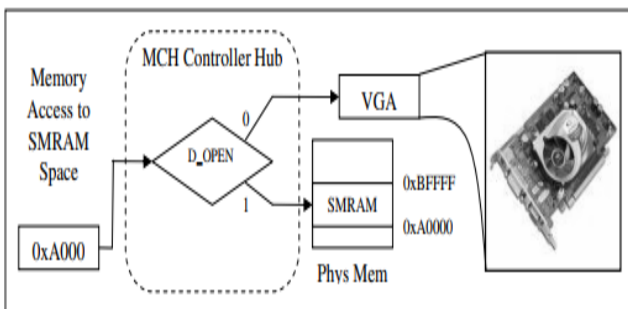 MCH Controller Hub
Memory
Access to
SMRAM
Space
0xA000
D_OPEN
0
1
VGA
0xBFFFF
SMRAM
0xA0000
Phys Mem